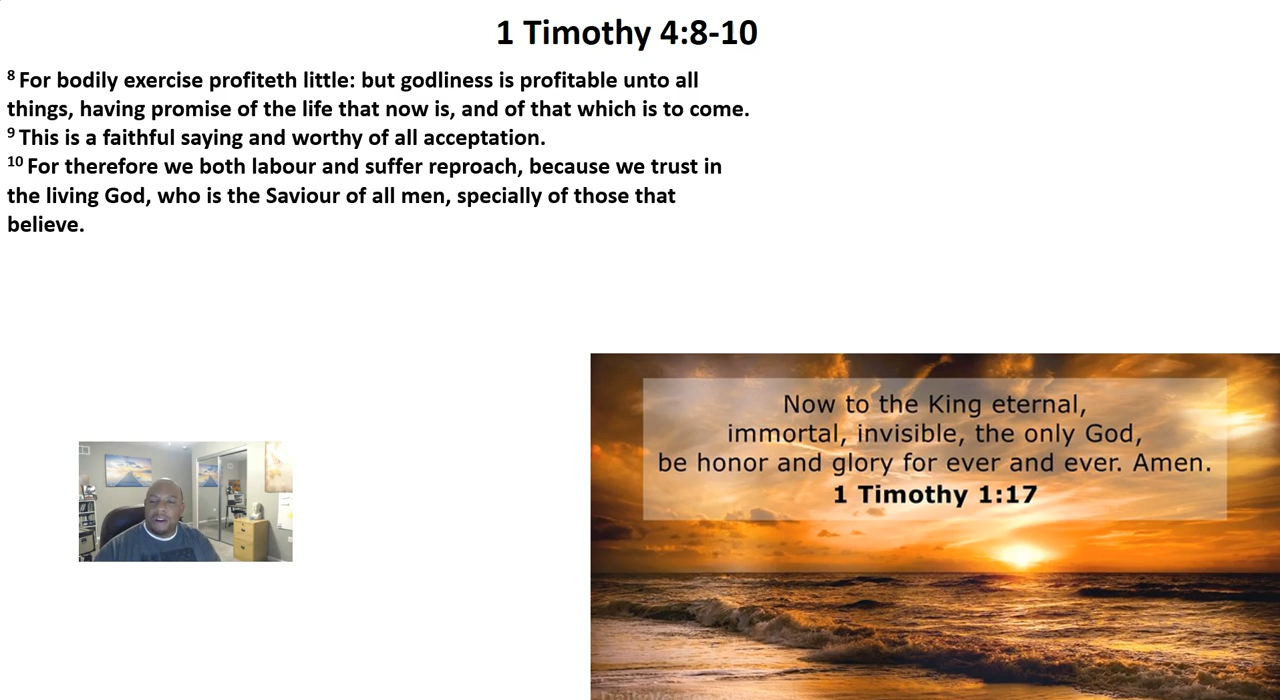 1 Timothy 4:8-10
8 For bodily exercise profiteth little: but godliness is profitable unto all
things, having promise of the life that now is, and of that which is to come.
9 This is a faithful saying and worthy of all acceptation.
10 For therefore we both labour and suffer reproach, because we trust in
the living God, who is the Saviour of all men, specially of those that
believe.
Now to the King eternal,
immortal, invisible, the only God,
be honor and glory for ever and ever. Amen.
1 Timothy 1:17